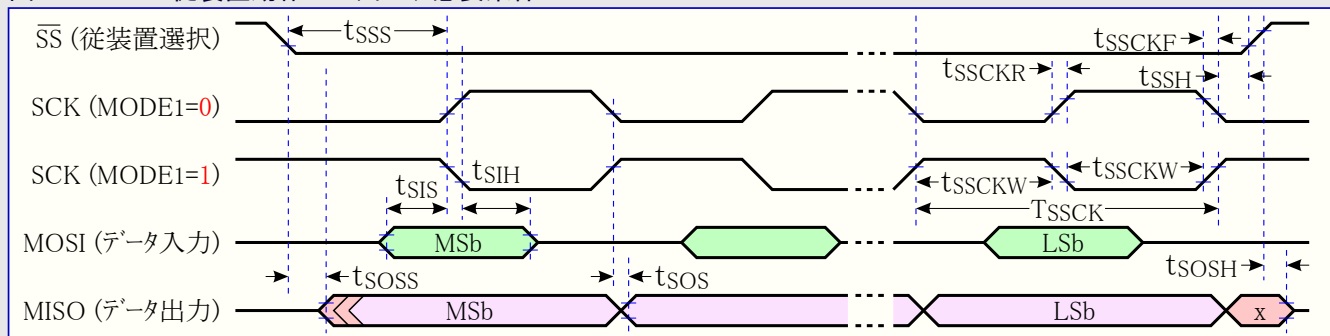 SS (従装置選択)
tSSS
tSSCKF
tSSCKR
tSSH
SCK (MODE1=0)
SCK (MODE1=1)
tSIS
tSIH
tSSCKW
tSSCKW
TSSCK
MOSI (データ入力)
MSb
LSb
tSOSS
tSOS
tSOSH
MISO (データ出力)
MSb
LSb
x